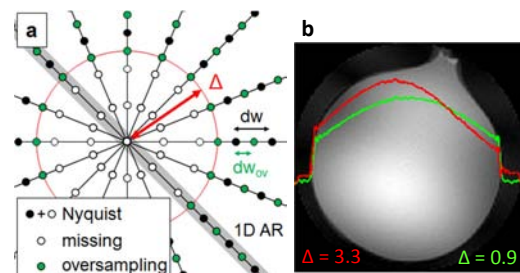 a
Δ
dw
dw_ov
1D AR
●+○ Nyquist
○ missing
● oversampling
b
Δ = 3.3
Δ = 0.9